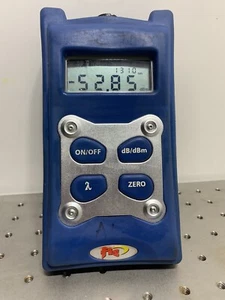 1310
-52.85
ON/OFF
dB/dBm
λ
ZERO